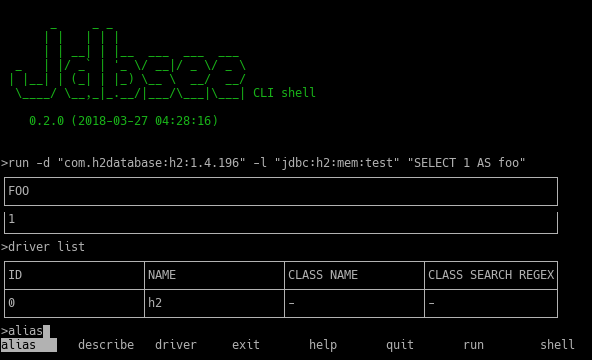 Jdbsee CLI shell
0.2.0 (2018-03-27 04:28:16)
>run -d "com.h2database:h2:1.4.196" -l "jdbc:h2:mem:test" "SELECT 1 AS foo"
FOO
1
>driver list
ID NAME CLASS NAME CLASS SEARCH REGEX
0 h2 - -
>alias
alias describe driver exit help quit run shell